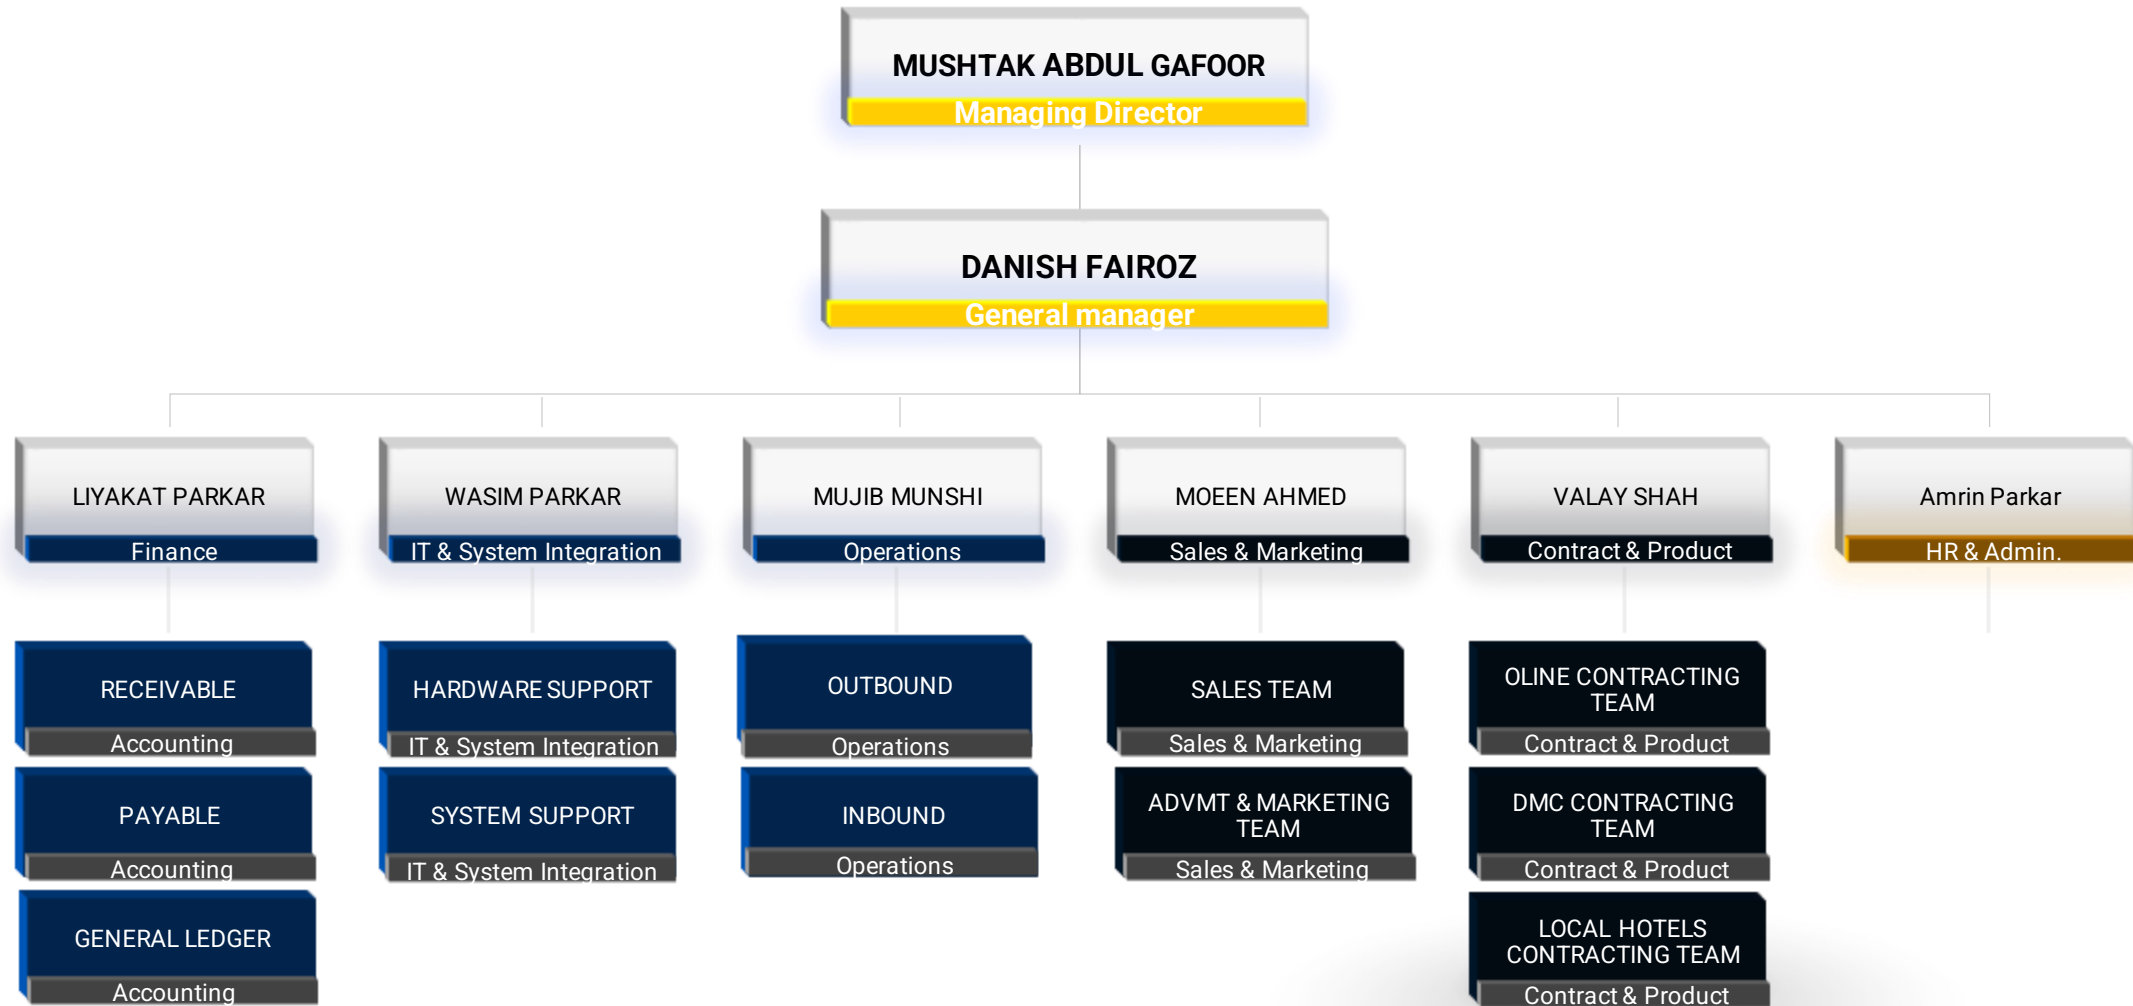 MUSHTAK ABDUL GAFOOR
Managing Director
DANISH FAIROZ
General manager
LIYAKAT PARKAR
Finance
WASIM PARKAR
IT & System Integration
MUJIB MUNSHI
Operations
MOEEN AHMED
Sales & Marketing
VALAY SHAH
Contract & Product
Amrin Parkar
HR & Admin.
RECEIVABLE
Accounting
HARDWARE SUPPORT
IT & System Integration
OUTBOUND
Operations
SALES TEAM
Sales & Marketing
OLINE CONTRACTING
TEAM
Contract & Product
PAYABLE
Accounting
SYSTEM SUPPORT
IT & System Integration
INBOUND
Operations
ADVMT & MARKETING
TEAM
Sales & Marketing
DMC CONTRACTING
TEAM
Contract & Product
GENERAL LEDGER
Accounting
LOCAL HOTELS
CONTRACTING TEAM
Contract & Product